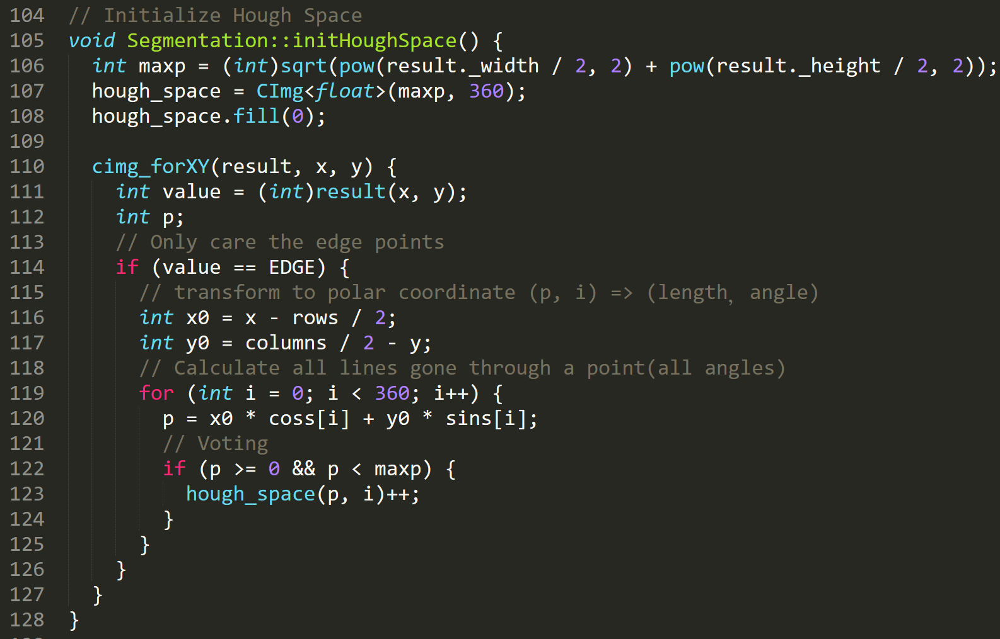 104 // Initialize Hough Space
105 void Segmentation::initHoughSpace() {
106 int maxp = (int)sqrt(pow(result._width / 2, 2) + pow(result._height / 2, 2));
107 hough_space = CImg<float>(maxp, 360);
108 hough_space.fill(0);
109
110 cimg_forXY(result, x, y) {
111 int value = (int)result(x, y);
112 int p;
113 // Only care the edge points
114 if (value == EDGE) {
115 // transform to polar coordinate (p, i) => (length, angle)
116 int x0 = x - rows / 2;
117 int y0 = columns / 2 - y;
118 // Calculate all lines gone through a point(all angles)
119 for (int i = 0; i < 360; i++) {
120 p = x0 * coss[i] + y0 * sins[i];
121 // Voting
122 if (p >= 0 && p < maxp) {
123 hough_space(p, i)++;
124 }
125 }
126 }
127 }
128 }